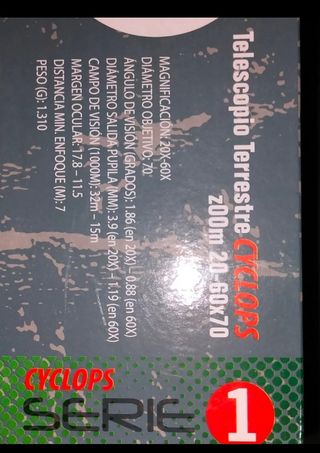 Telescopio Terrestre CYCLOPS
z00m 20-60x70
MAGNIFICACION: 20X-60X
DIÁMETRO OBJETIVO: 70
ÁNGULO DE VISIÓN (GRADOS): 1.86 (en 20X) – 0.88 (en 60X)
DIÁMETRO SALIDA PUPILA (MM): 3.9 (en 20X) – 1.19 (en 60X)
CAMPO DE VISIÓN (1000M): 32m – 15m
MARGEN OCULAR: 17.8 – 11.5
DISTANCIA MIN. ENFOQUE (M): 7
PESO (G): 1.310
CYCLOPS
SERIE 1